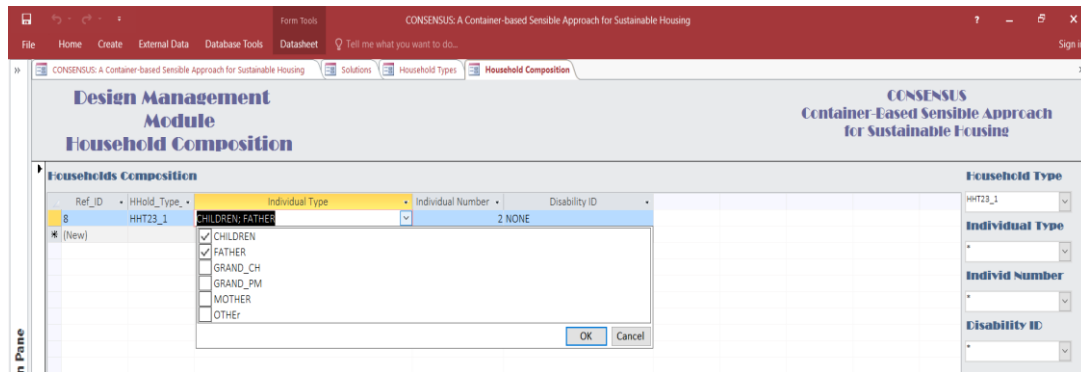 Form Tools
CONSENSUS: A Container-based Sensible Approach for Sustainable Housing
File Home Create External Data Database Tools Datasheet Tell me what you want to do...
Sign in
CONSENSUS: A Container-based Sensible Approach for Sustainable Housing Solutions Household Types Household Composition
Design Management
Module
Household Composition
CONSENSUS
Container-Based Sensible Approach
for Sustainable Housing
Households Composition
Ref_ID HHold_Type_ Individual Type Individual Number Disability ID
8 HHT23_1 CHILDREN; FATHER 2 NONE
(New)
CHILDREN
FATHER
GRAND_CH
GRAND_PM
MOTHER
OTHEr
OK Cancel
Household Type
HHT23_1
Individual Type
*
Individ Number
*
Disability ID
*
Pane